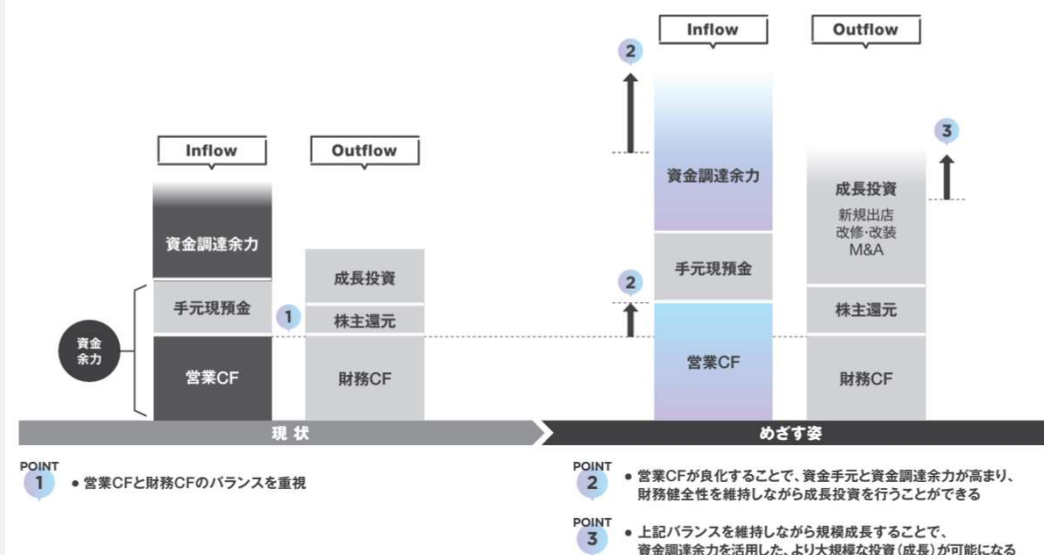 Inflow
Outflow
資金調達余力
手元現預金
営業CF
資金
余力
1
成長投資
株主還元
財務CF
現状
Inflow
Outflow
2
資金調達余力
手元現預金
2
営業CF
3
成長投資
新規出店
改修・改装
M&A
株主還元
財務CF
めざす姿
POINT
1
● 営業CFと財務CFのバランスを重視
POINT
2
● 営業CFが良化することで、資金手元と資金調達余力が高まり、
財務健全性を維持しながら成長投資を行うことができる
POINT
3
● 上記バランスを維持しながら規模成長することで、
資金調達余力を活用した、より大規模な投資(成長)が可能になる